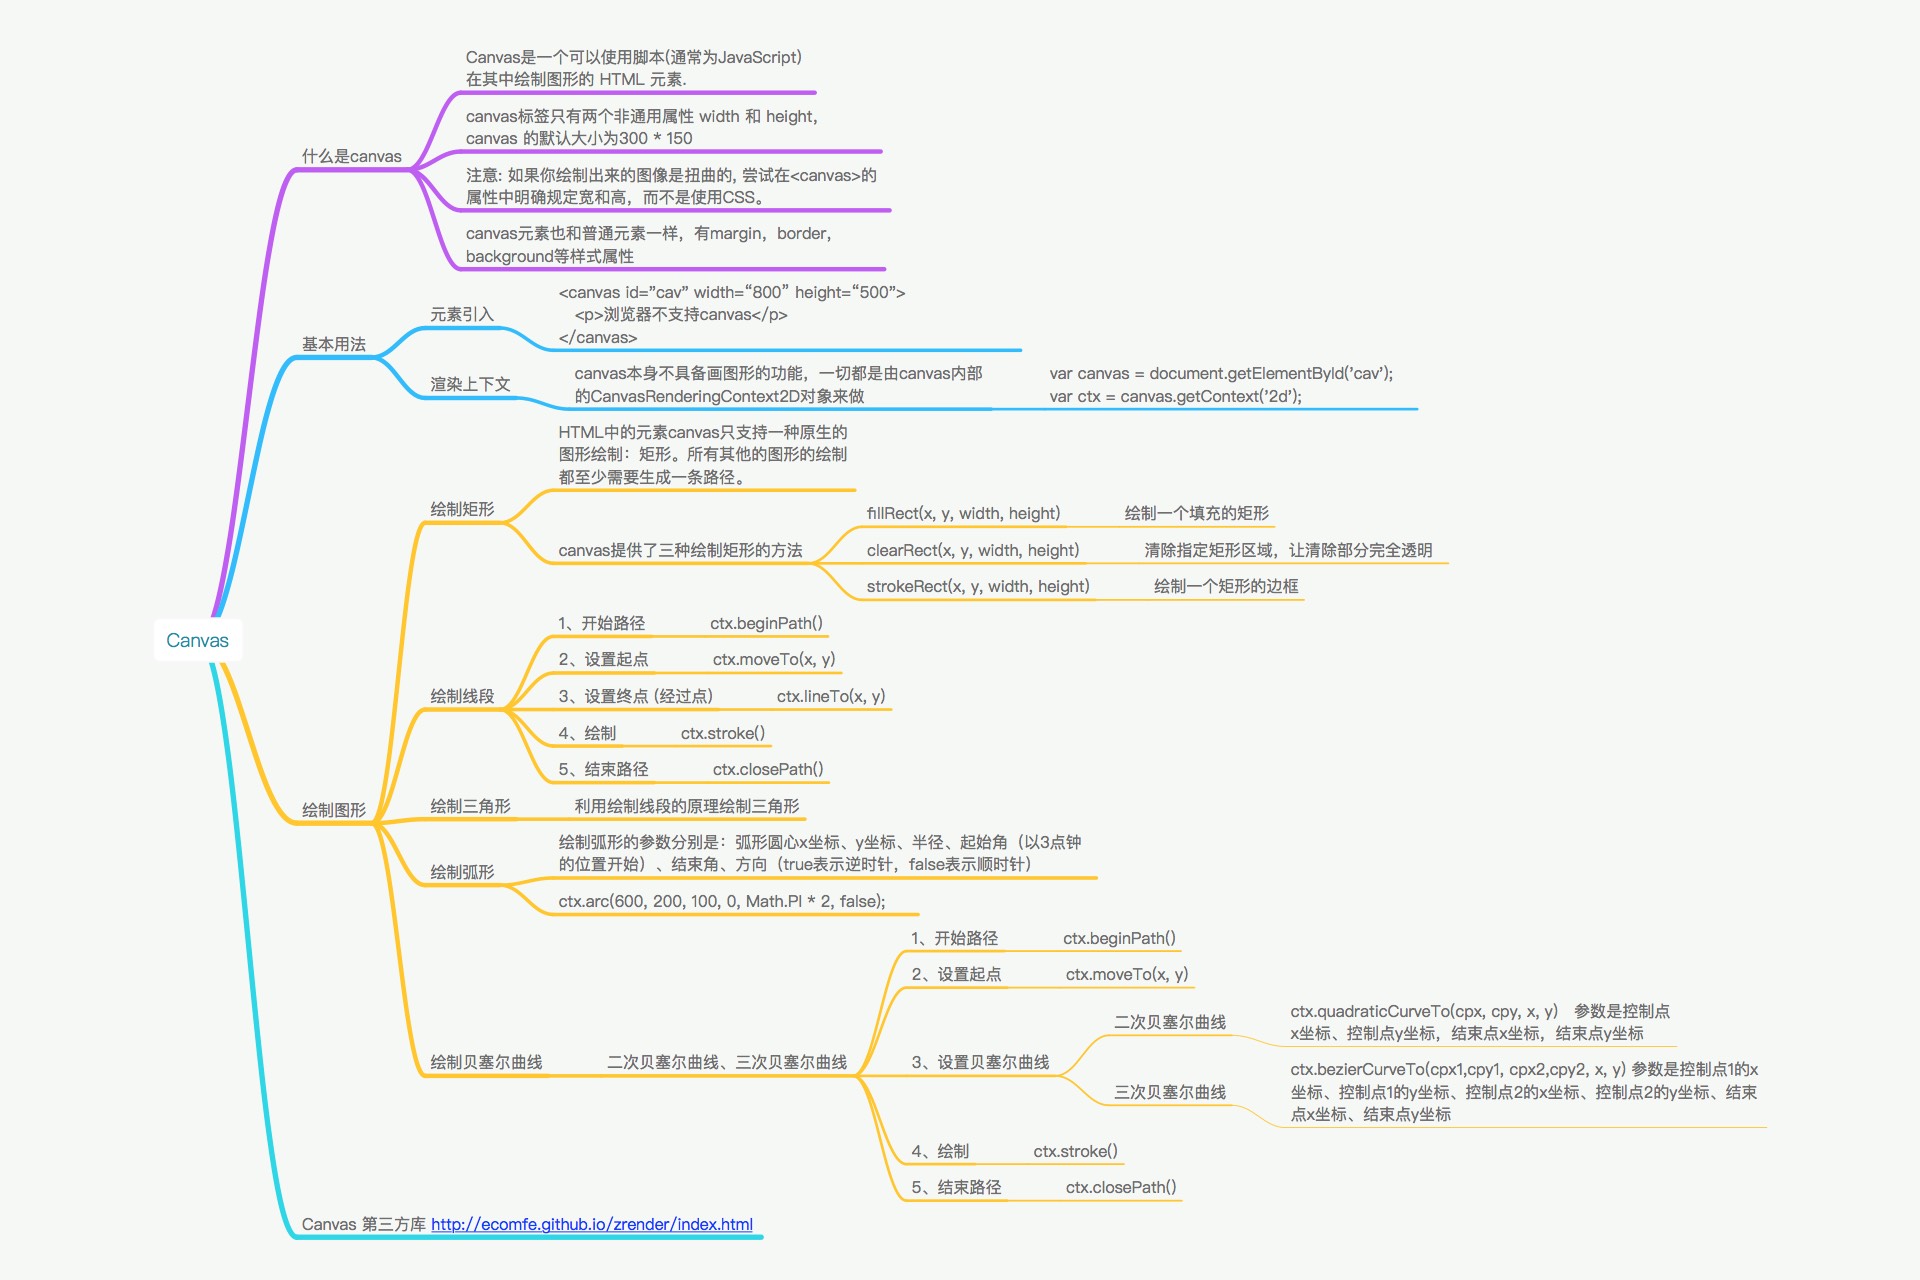 Canvas
什么是canvas
Canvas是一个可以使用脚本(通常为JavaScript)
在其中绘制图形的 HTML 元素.
canvas标签只有两个非通用属性 width 和 height,
canvas 的默认大小为300 * 150
注意: 如果你绘制出来的图像是扭曲的, 尝试在<canvas>的
属性中明确规定宽和高，而不是使用CSS。
canvas元素也和普通元素一样，有margin，border，
background等样式属性
基本用法
元素引入
<canvas id=”cav” width=“800” height=“500”>
<p>浏览器不支持canvas</p>
</canvas>
渲染上下文
canvas本身不具备画图形的功能，一切都是由canvas内部
的CanvasRenderingContext2D对象来做
var canvas = document.getElementById(’cav’);
var ctx = canvas.getContext(’2d’);
绘制图形
绘制矩形
HTML中的元素canvas只支持一种原生的
图形绘制：矩形。所有其他的图形的绘制
都至少需要生成一条路径。
canvas提供了三种绘制矩形的方法
fillRect(x, y, width, height) 绘制一个填充的矩形
clearRect(x, y, width, height) 清除指定矩形区域，让清除部分完全透明
strokeRect(x, y, width, height) 绘制一个矩形的边框
绘制线段
1、开始路径 ctx.beginPath()
2、设置起点 ctx.moveTo(x, y)
3、设置终点 (经过点) ctx.lineTo(x, y)
4、绘制 ctx.stroke()
5、结束路径 ctx.closePath()
绘制三角形 利用绘制线段的原理绘制三角形
绘制弧形
绘制弧形的参数分别是：弧形圆心x坐标、y坐标、半径、起始角（以3点钟
的位置开始）、结束角、方向（true表示逆时针，false表示顺时针）
ctx.arc(600, 200, 100, 0, Math.PI * 2, false);
绘制贝塞尔曲线 二次贝塞尔曲线、三次贝塞尔曲线
1、开始路径 ctx.beginPath()
2、设置起点 ctx.moveTo(x, y)
3、设置贝塞尔曲线
二次贝塞尔曲线
ctx.quadraticCurveTo(cpx, cpy, x, y) 参数是控制点
x坐标、控制点y坐标，结束点x坐标，结束点y坐标
三次贝塞尔曲线
ctx.bezierCurveTo(cpx1,cpy1, cpx2,cpy2, x, y) 参数是控制点1的x
坐标、控制点1的y坐标、控制点2的x坐标、控制点2的y坐标、结束
点x坐标、结束点y坐标
4、绘制 ctx.stroke()
5、结束路径 ctx.closePath()
Canvas 第三方库 http://ecomfe.github.io/zrender/index.html